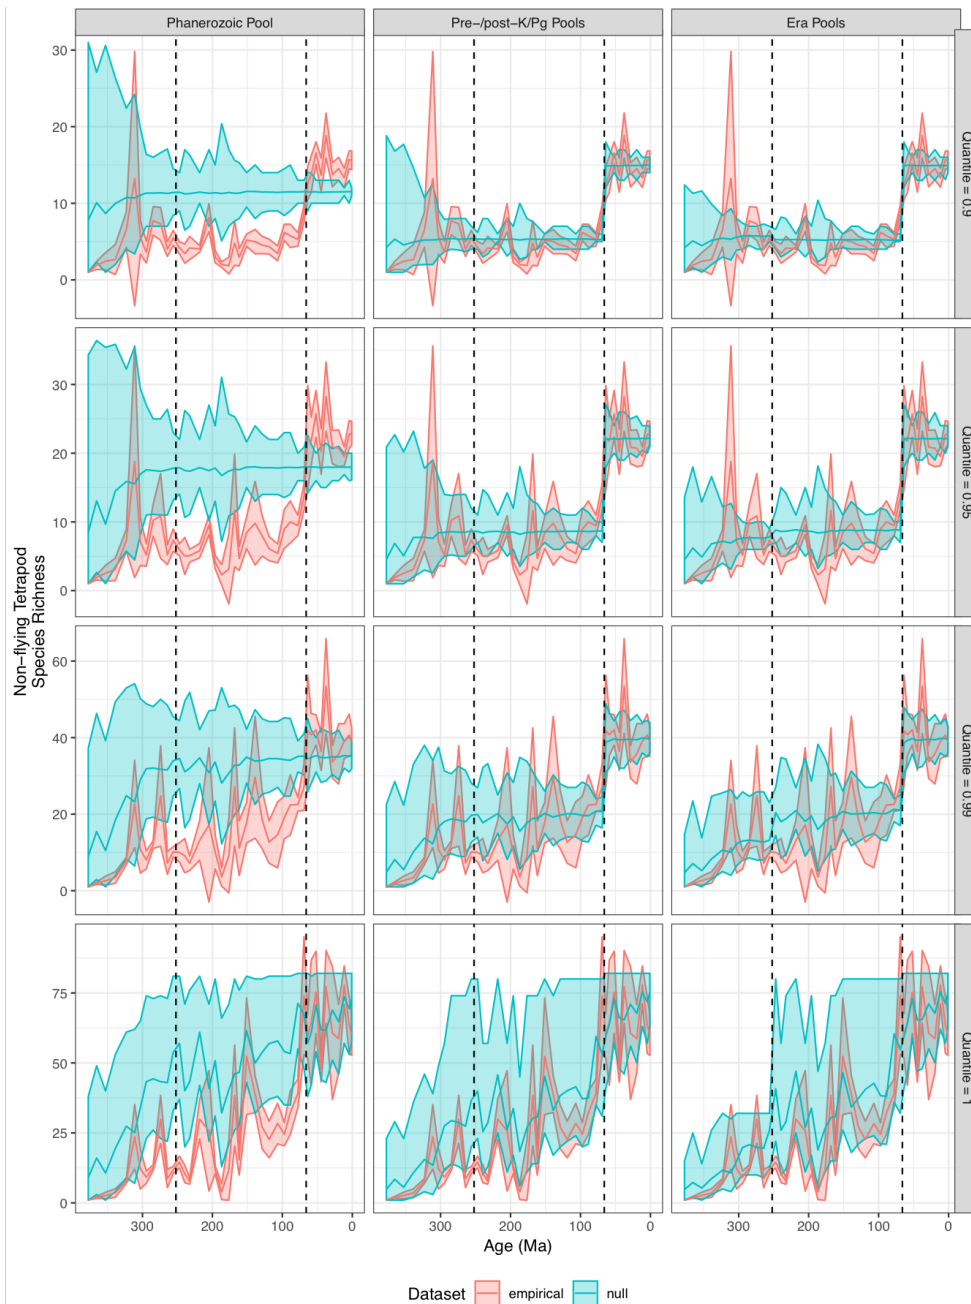 Phanerozoic Pool
Pre-/post-K/Pg Pools
Era Pools
30
20
10
0
Quantile = 0.9
30
20
10
0
Quantile = 0.95
Non-flying Tetrapod
Species Richness
60
40
20
0
Quantile = 0.99
75
50
25
0
Quantile = 1
300 200 100 0
300 200 100 0
300 200 100 0
Age (Ma)
Dataset empirical null